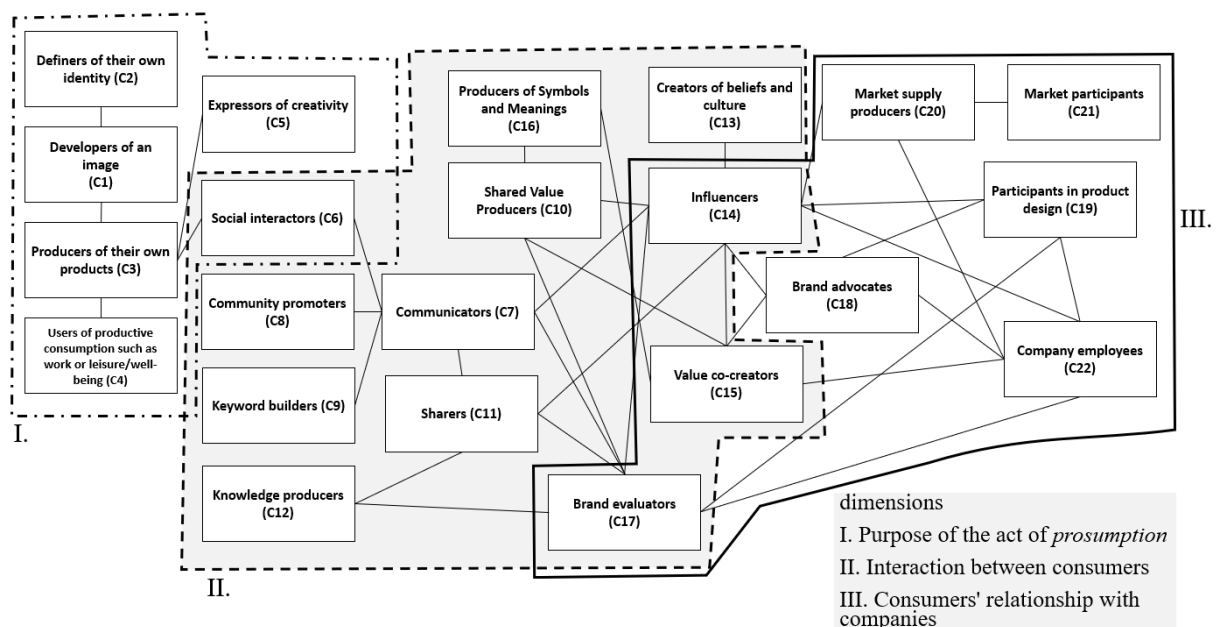 Definers of their own
identity (C2)
Developers of an
image
(C1)
Producers of their own
products (C3)
Users of productive
consumption such as
work or leisure/well-
being (C4)
I.
Expressors of creativity
(C5)
Social interactors (C6)
Community promoters
(C8)
Keyword builders (C9)
Knowledge producers
(C12)
II.
Communicators (C7)
Sharers (C11)
Producers of Symbols
and Meanings
(C16)
Shared Value
Producers (C10)
Brand evaluators
(C17)
Creators of beliefs and
culture
(C13)
Influencers
(C14)
Value co-creators
(C15)
Brand advocates
(C18)
Market supply
producers (C20)
Market participants
(C21)
Participants in product
design (C19)
Company employees
(C22)
III.
dimensions
I. Purpose of the act of prosumption
II. Interaction between consumers
III. Consumers' relationship with
companies